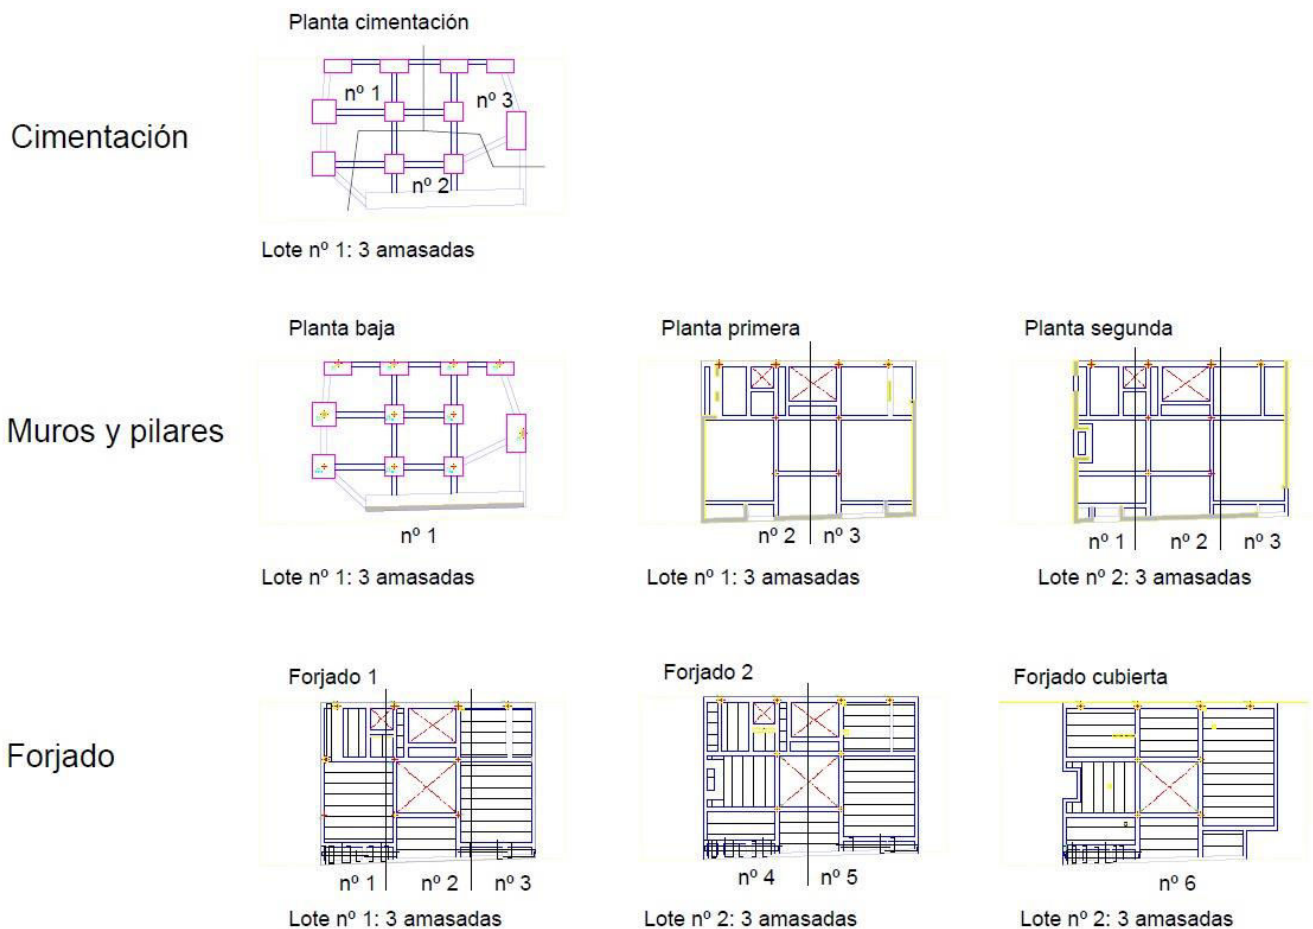 Planta cimentación
Cimentación
nº 1
nº 3
nº 2
Lote nº 1: 3 amasadas
Planta baja
Planta primera
Planta segunda
Muros y pilares
nº 1
nº 2
nº 3
nº 1
nº 2
nº 3
Lote nº 1: 3 amasadas
Lote nº 1: 3 amasadas
Lote nº 2: 3 amasadas
Forjado 1
Forjado 2
Forjado cubierta
Forjado
nº 1
nº 2
nº 3
nº 4
nº 5
nº 6
Lote nº 1: 3 amasadas
Lote nº 2: 3 amasadas
Lote nº 2: 3 amasadas